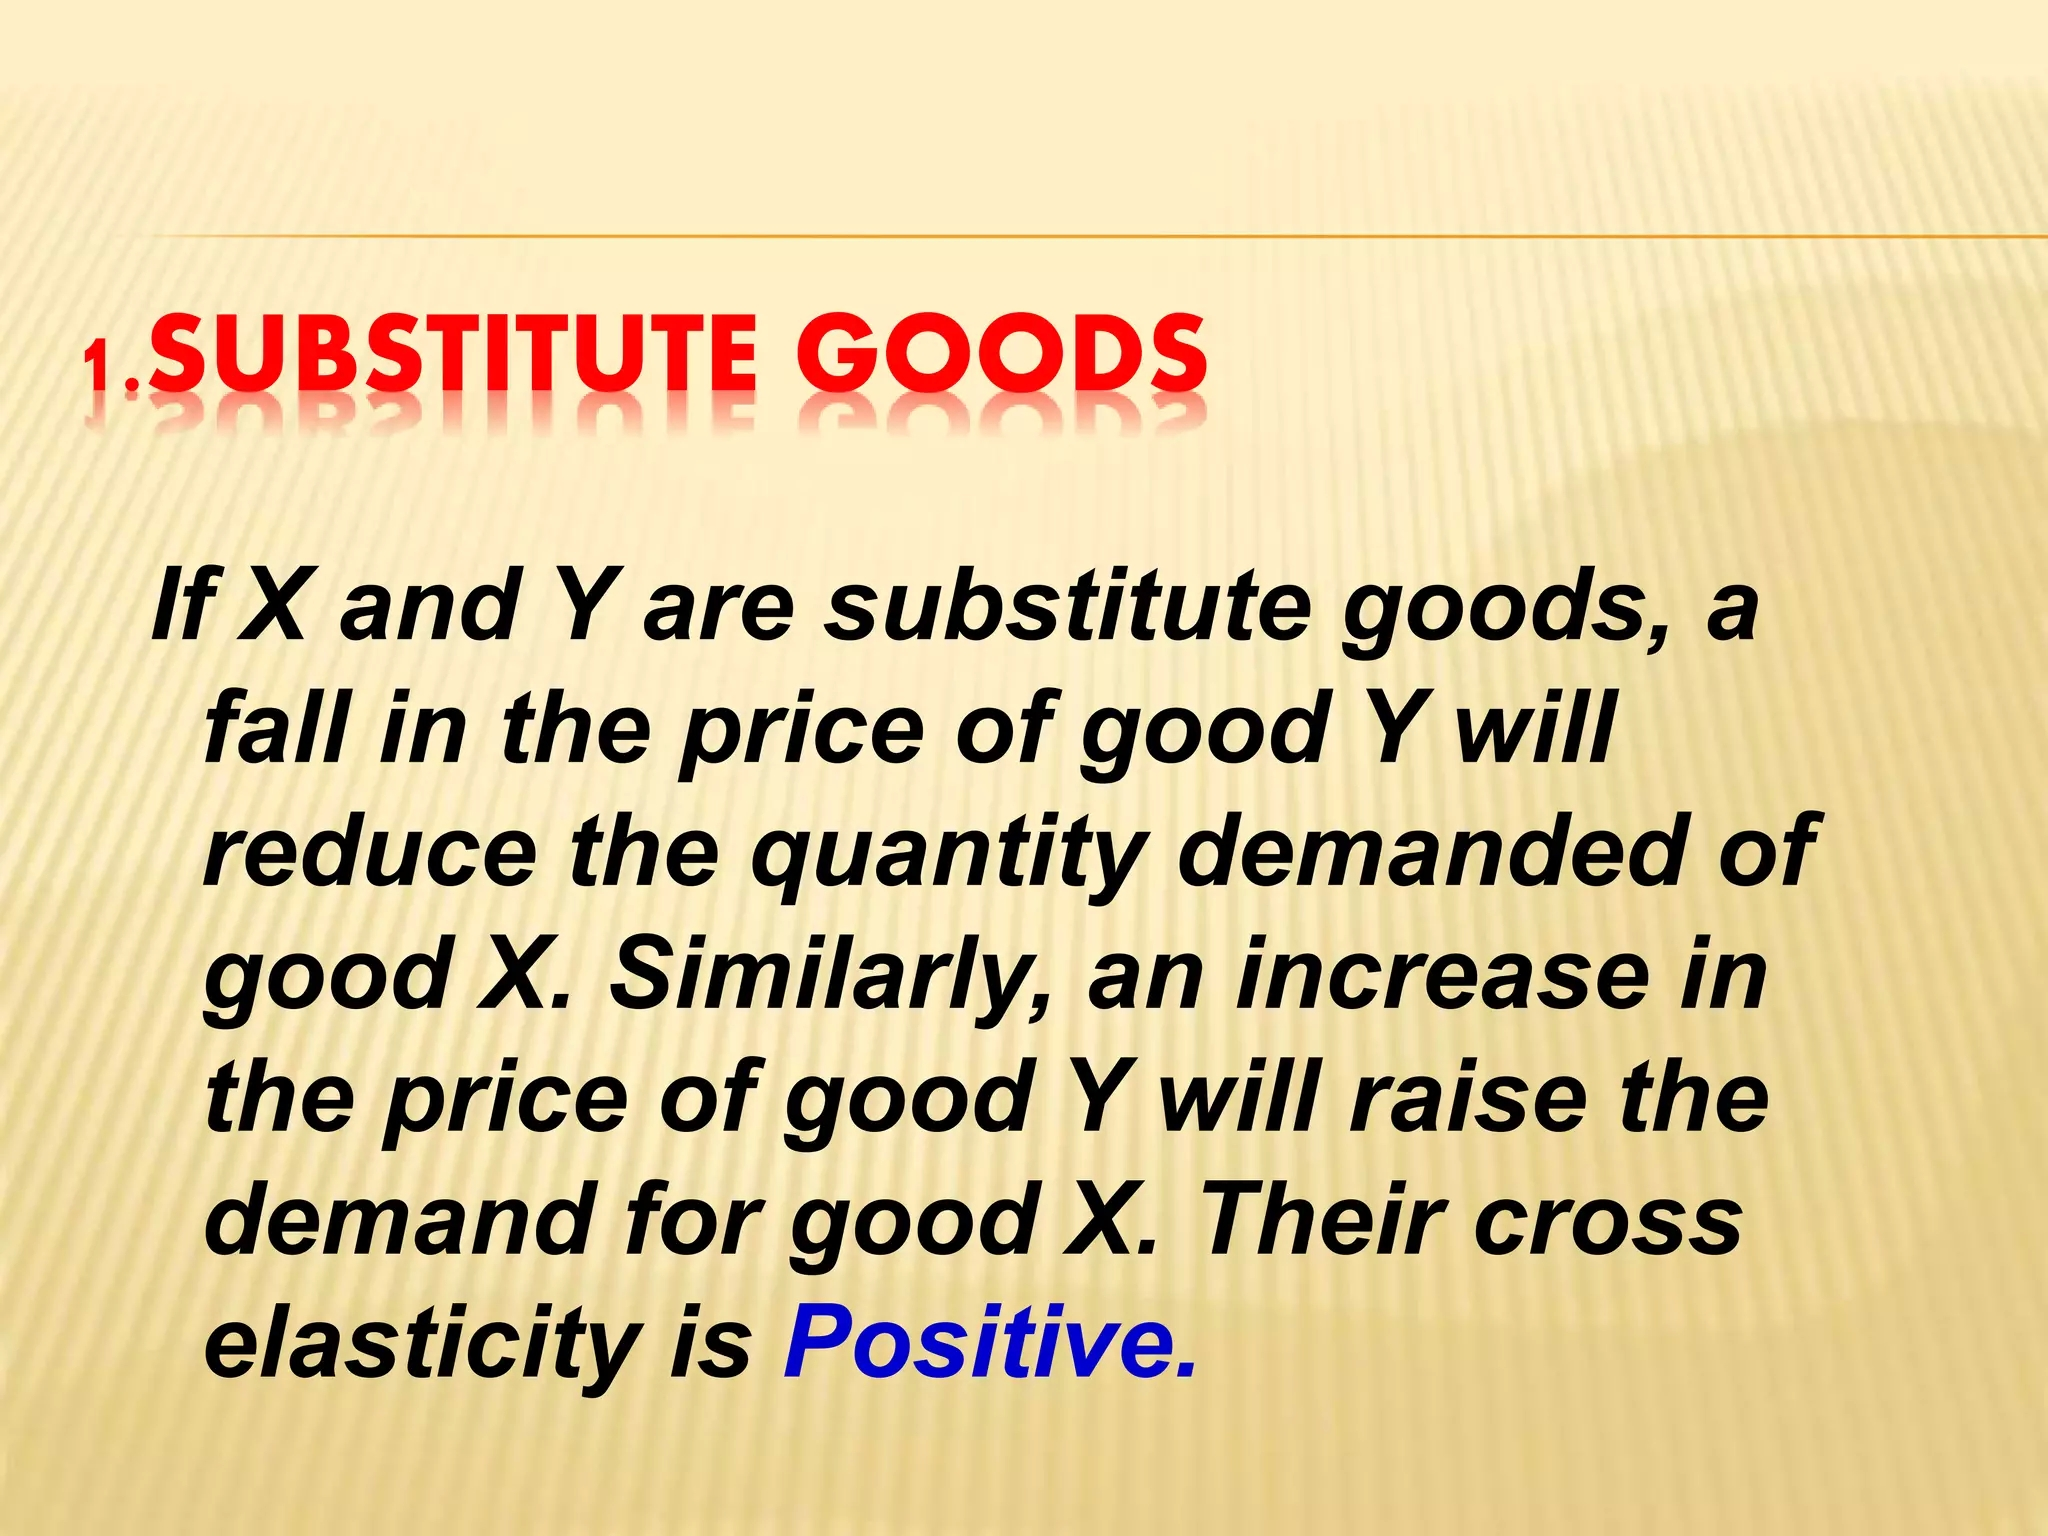 1.SUBSTITUTE GOODS
If X and Y are substitute goods, a
fall in the price of good Y will
reduce the quantity demanded of
good X. Similarly, an increase in
the price of good Y will raise the
demand for good X. Their cross
elasticity is Positive.